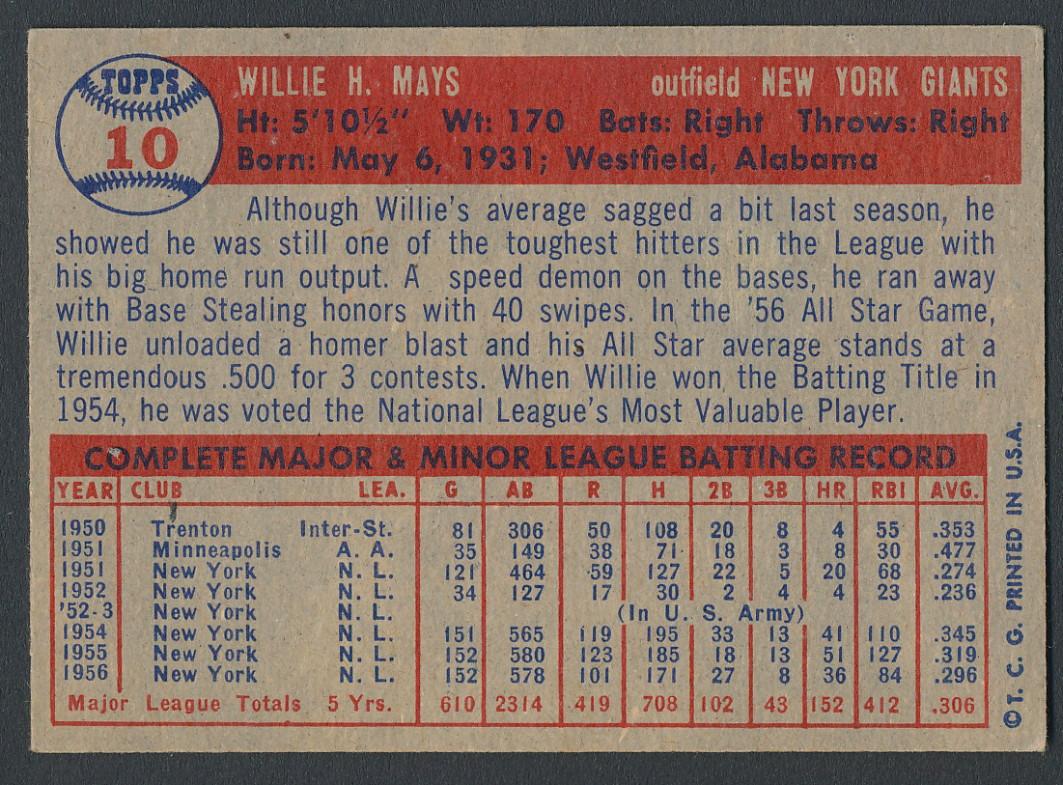 TOPPS
10
WILLIE H. MAYS outfield NEW YORK GIANTS
Ht: 5'10½" Wt: 170 Bats: Right Throws: Right
Born: May 6, 1931; Westfield, Alabama
Although Willie's average sagged a bit last season, he
showed he was still one of the toughest hitters in the League with
his big home run output. A speed demon on the bases, he ran away
with Base Stealing honors with 40 swipes. In the '56 All Star Game,
Willie unloaded a homer blast and his All Star average stands at a
tremendous .500 for 3 contests. When Willie won the Batting Title in
1954, he was voted the National League's Most Valuable Player.
COMPLETE MAJOR & MINOR LEAGUE BATTING RECORD
YEAR CLUB LEA. G AB R H 2B 3B HR RBI AVG.
1950 Trenton Inter-St. 81 306 50 108 20 8 4 55 .353
1951 Minneapolis A. A. 35 149 38 71 18 3 8 30 .477
1951 New York N. L. 121 464 59 127 22 5 20 68 .274
1952 New York N. L. 34 127 17 30 2 4 4 23 .236
'52-3 New York N. L. (In U. S. Army)
1954 New York N. L. 151 565 119 195 33 13 41 110 .345
1955 New York N. L. 152 580 123 185 18 13 51 127 .319
1956 New York N. L. 152 578 101 171 27 8 36 84 .296
Major League Totals 5 Yrs. 610 2314 419 708 102 43 152 412 .306
©T. C. G. PRINTED IN U.S.A.